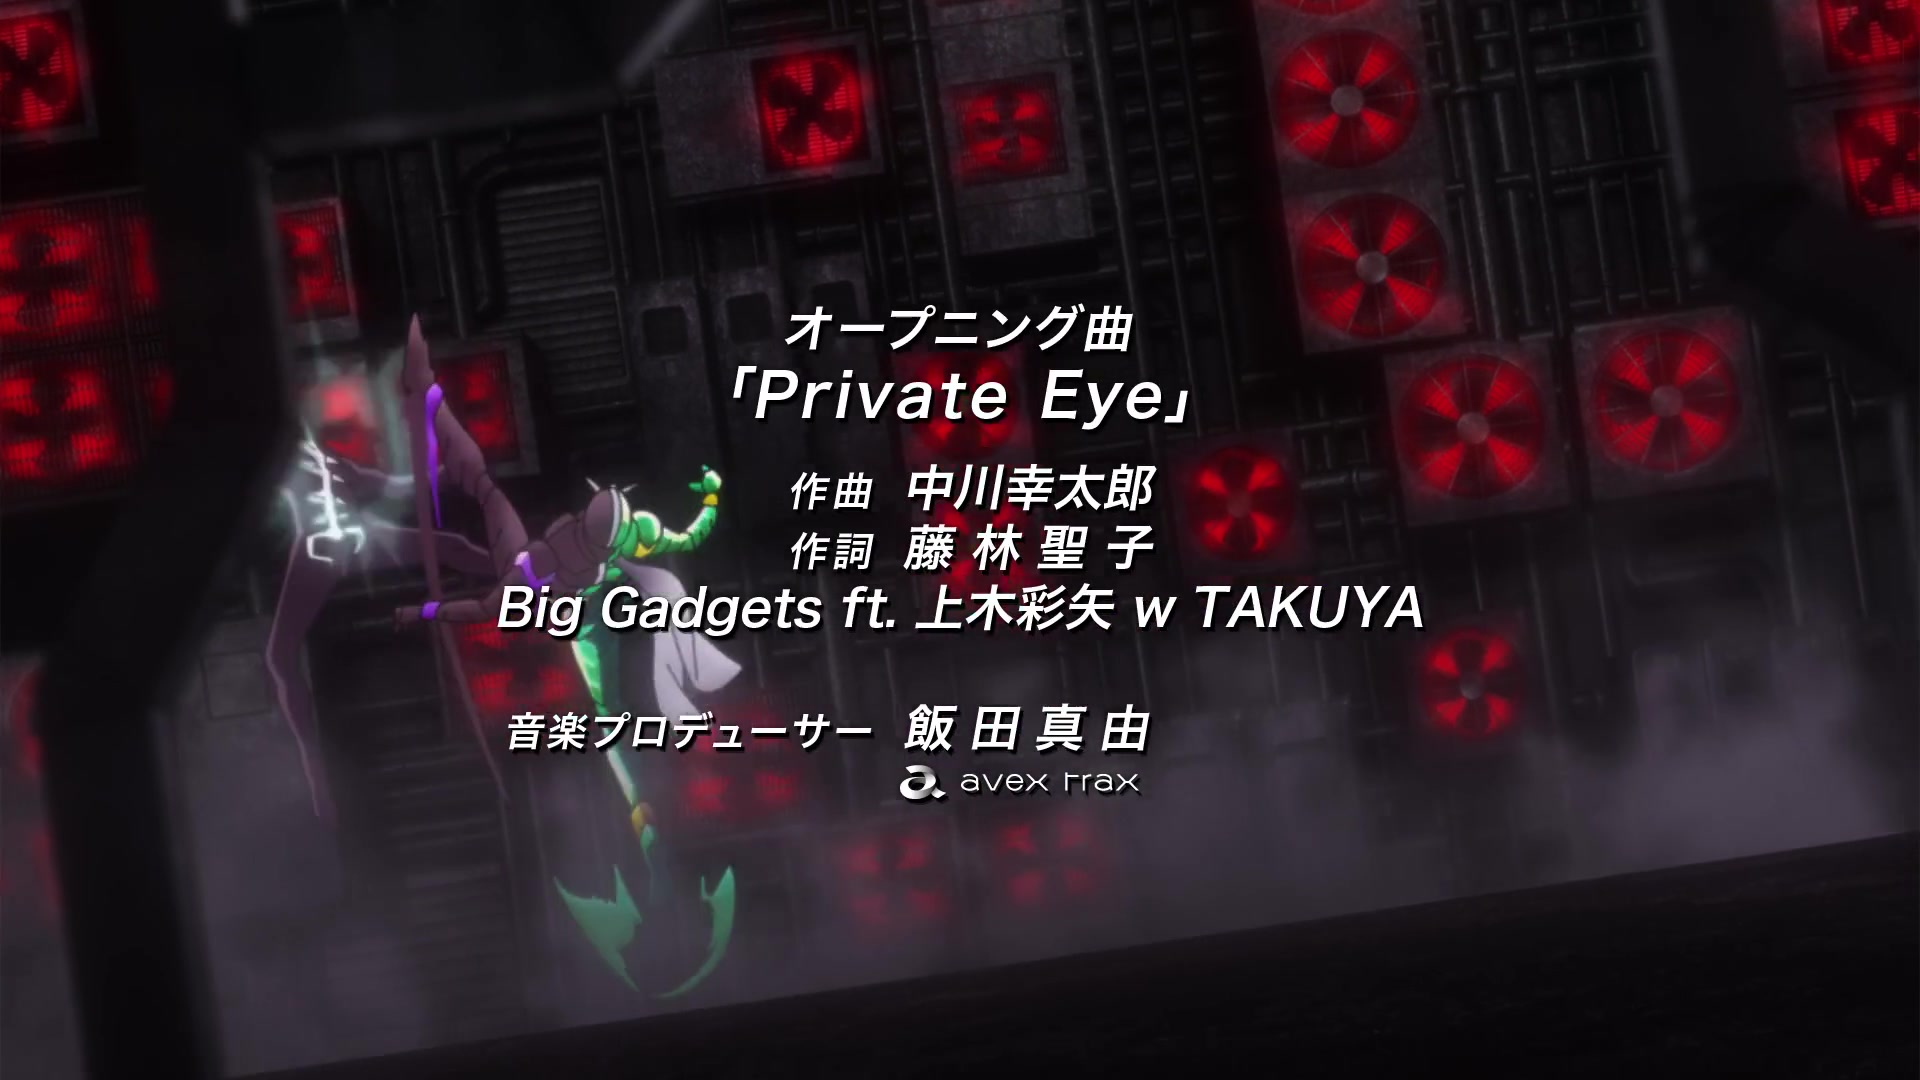 オープニング曲
「Private Eye」
作曲 中川幸太郎
作詞 藤林聖子
Big Gadgets ft. 上木彩矢 w TAKUYA
音楽プロデューサー 飯田真由
avex trax